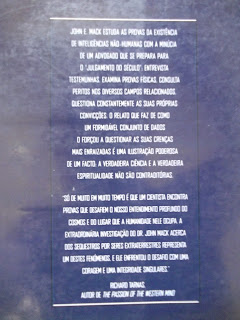 JOHN E. MACK ESTUDA AS PROVAS DA EXISTÊNCIA
DE INTELIGÊNCIAS NÃO-HUMANAS COM A MINÚCIA
DE UM ADVOGADO QUE SE PREPARA PARA
O "JULGAMENTO DO SÉCULO". ENTREVISTA
TESTEMUNHAS, EXAMINA PROVAS FÍSICAS, CONSULTA
PERITOS NOS DIVERSOS CAMPOS RELACIONADOS,
QUESTIONA CONSTANTEMENTE AS SUAS PRÓPRIAS
CONVICÇÕES. O RELATO QUE FAZ DE COMO
UM FORMIDÁVEL CONJUNTO DE DADOS
O FORÇOU A QUESTIONAR AS SUAS CRENÇAS
MAIS ENRAIZADAS É UMA ILUSTRAÇÃO PODEROSA
DE UM FACTO: A VERDADEIRA CIÊNCIA E A VERDADEIRA
ESPIRITUALIDADE NÃO SÃO CONTRADITÓRIAS.
"SÓ DE MUITO EM MUITO TEMPO É QUE UM CIENTISTA ENCONTRA
PROVAS QUE DESAFIEM O NOSSO ENTENDIMENTO PROFUNDO DO
COSMOS E DO LUGAR QUE A HUMANIDADE NELE OCUPA. A
EXTRAORDINÁRIA INVESTIGAÇÃO DO DR. JOHN MACK ACERCA
DOS SEQUESTROS POR SERES EXTRATERRESTRES REPRESENTA
UM DESTES FENÓMENOS, E ELE ENFRENTOU O DESAFIO COM UMA
CORAGEM E UMA INTEGRIDADE SINGULARES."
RICHARD TARNAS,
AUTOR DE THE PASSION OF THE WESTERN MIND